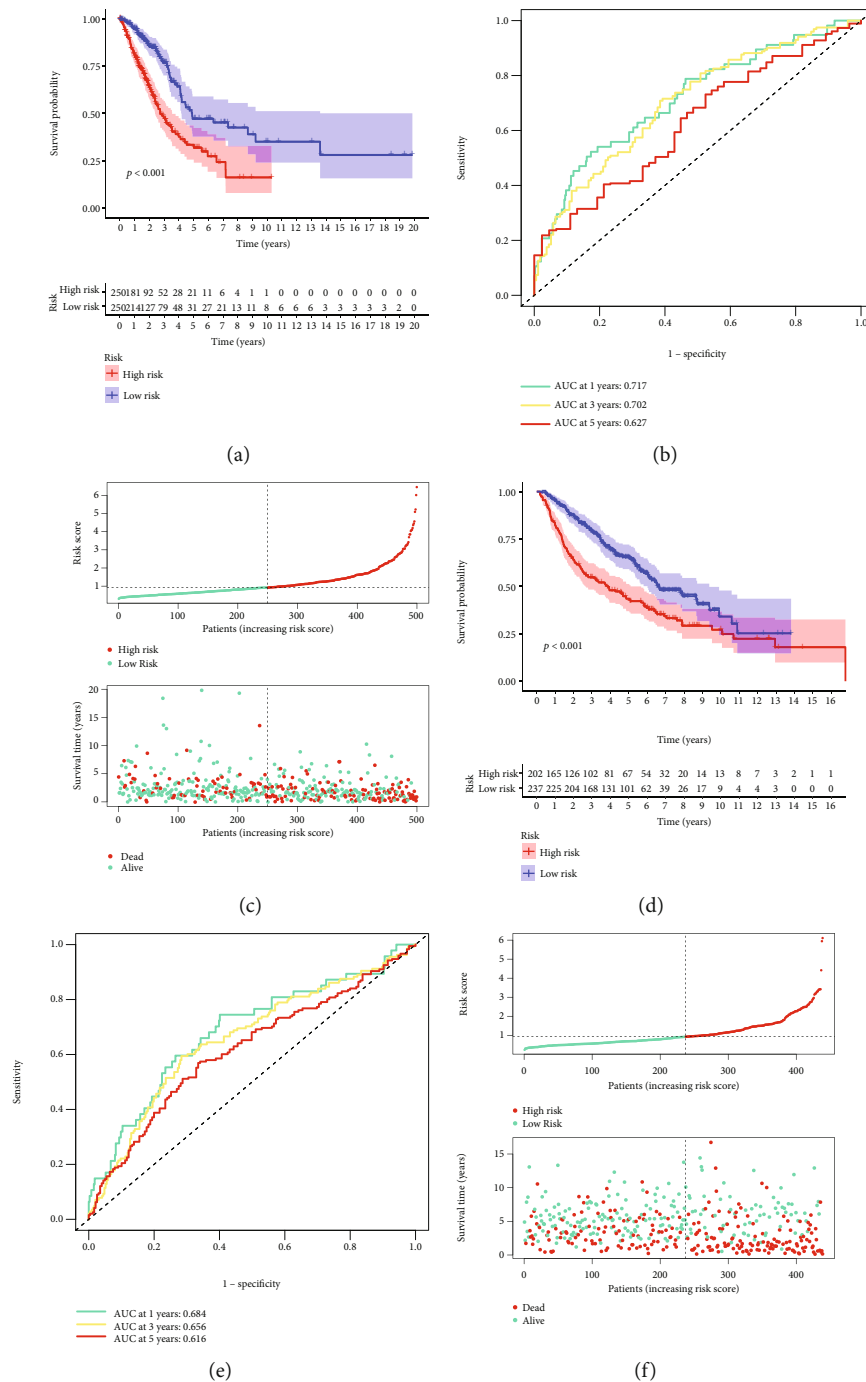 1.00
0.75
0.50
0.25
0.00
Survival probability
p < 0.001
0 1 2 3 4 5 6 7 8 9 10 11 12 13 14 15 16 17 18 19 20
Time (years)
Risk
High risk 250 181 92 52 28 21 11 6 4 1 1 0 0 0 0 0 0 0 0 0 0
Low risk 250 214 127 79 48 31 27 21 13 11 8 6 6 6 3 3 3 3 3 2 0
0 1 2 3 4 5 6 7 8 9 10 11 12 13 14 15 16 17 18 19 20
Time (years)
Risk
High risk
Low risk
(a)
1.0
0.8
0.6
0.4
0.2
0.0
Sensitivity
0.0 0.2 0.4 0.6 0.8 1.0
1 – specificity
AUC at 1 years: 0.717
AUC at 3 years: 0.702
AUC at 5 years: 0.627
(b)
6
5
4
3
2
1
Risk score
0 100 200 300 400 500
Patients (increasing risk score)
High risk
Low Risk
20
15
10
5
0
Survival time (years)
0 100 200 300 400 500
Patients (increasing risk score)
Dead
Alive
(c)
1.00
0.75
0.50
0.25
0.00
Survival probability
p < 0.001
0 1 2 3 4 5 6 7 8 9 10 11 12 13 14 15 16
Time (years)
Risk
High risk 202 165 126 102 81 67 54 32 20 14 13 8 7 3 2 1 1
Low risk 237 225 204 168 131 101 62 39 26 17 9 4 4 3 0 0 0
0 1 2 3 4 5 6 7 8 9 10 11 12 13 14 15 16
Time (years)
Risk
High risk
Low risk
(d)
1.0
0.8
0.6
0.4
0.2
0.0
Sensitivity
0.0 0.2 0.4 0.6 0.8 1.0
1 – specificity
AUC at 1 years: 0.684
AUC at 3 years: 0.656
AUC at 5 years: 0.616
(e)
6
5
4
3
2
1
Risk score
0 100 200 300 400
Patients (increasing risk score)
High risk
Low Risk
15
10
5
0
Survival time (years)
0 100 200 300 400
Patients (increasing risk score)
Dead
Alive
(f)